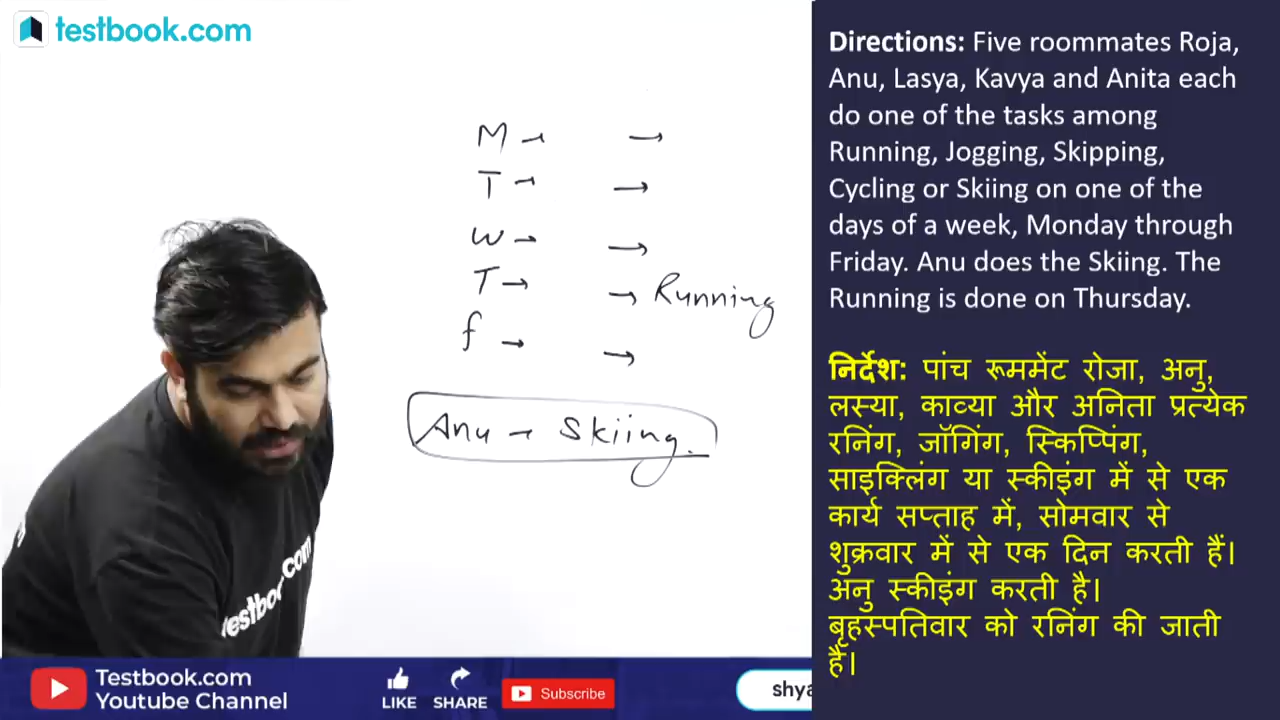 testbook.com
M →
→
T →
→
W →
→
T →
→ Running
f →
→
Anu → Skiing.
testbook.com
Testbook.com
Youtube Channel
LIKE
SHARE
Subscribe
shya
Directions: Five roommates Roja,
Anu, Lasya, Kavya and Anita each
do one of the tasks among
Running, Jogging, Skipping,
Cycling or Skiing on one of the
days of a week, Monday through
Friday. Anu does the Skiing. The
Running is done on Thursday.
निर्देश: पांच रूममेंट रोजा, अनु,
लस्या, काव्या और अनिता प्रत्येक
रनिंग, जॉगिंग, स्किप्पिंग,
साइक्लिंग या स्कीइंग में से एक
कार्य सप्ताह में, सोमवार से
शुक्रवार में से एक दिन करती हैं।
अनु स्कीइंग करती है।
बृहस्पतिवार को रनिंग की जाती
है।